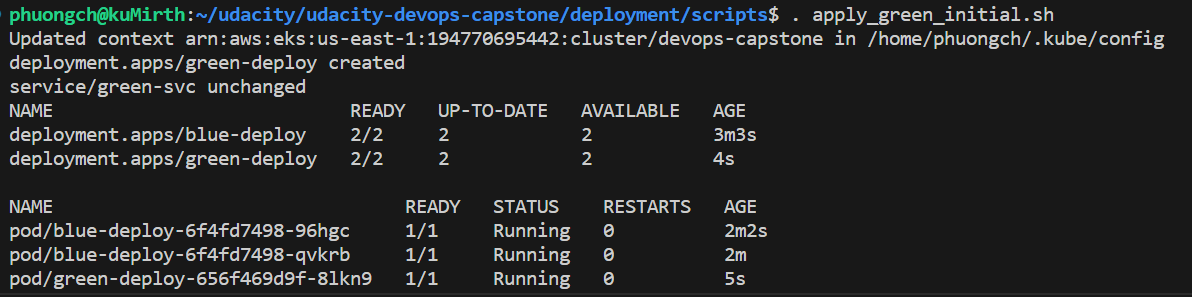 phuongch@kuMirth:~/udacity/udacity-devops-capstone/deployment/scripts$ . apply_green_initial.sh
Updated context arn:aws:eks:us-east-1:194770695442:cluster/devops-capstone in /home/phuongch/.kube/config
deployment.apps/green-deploy created
service/green-svc unchanged
NAME READY UP-TO-DATE AVAILABLE AGE
deployment.apps/blue-deploy 2/2 2 2 3m3s
deployment.apps/green-deploy 2/2 2 2 4s
NAME READY STATUS RESTARTS AGE
pod/blue-deploy-6f4fd7498-96hgc 1/1 Running 0 2m2s
pod/blue-deploy-6f4fd7498-qvkrb 1/1 Running 0 2m
pod/green-deploy-656f469d9f-8lkn9 1/1 Running 0 5s